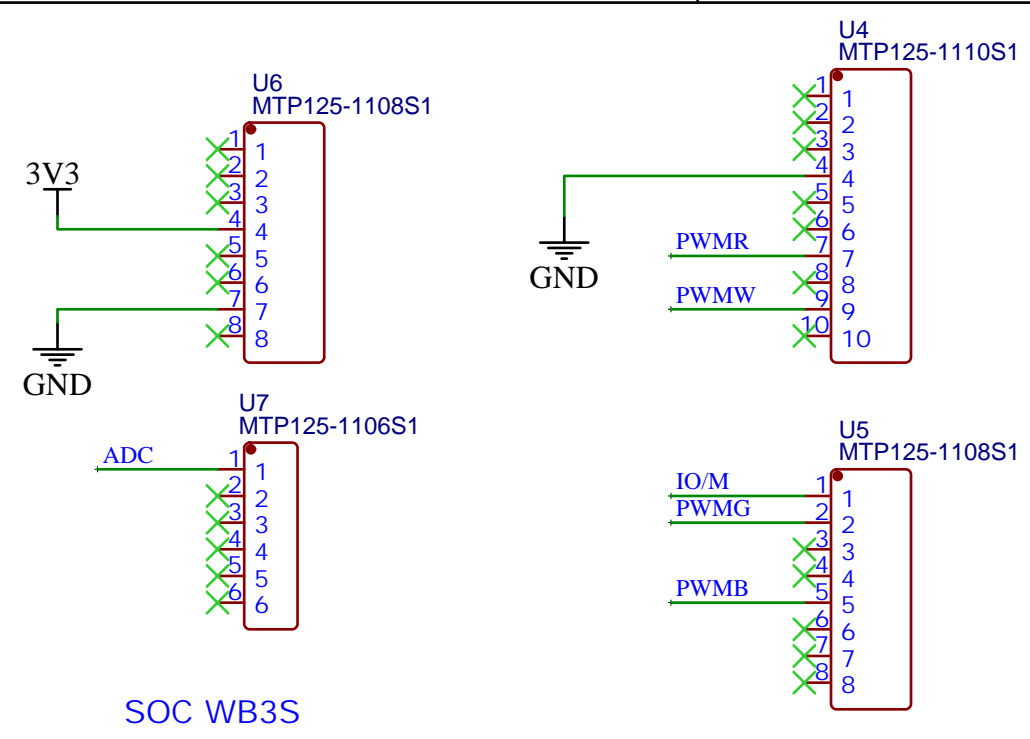 U6
MTP125-1108S1
1 1
2 2
3 3
3V3
4 4
5 5
6 6
7 7
8 8
GND
U7
MTP125-1106S1
ADC
1 1
2 2
3 3
4 4
5 5
6 6
SOC WB3S
U4
MTP125-1110S1
1 1
2 2
3 3
4 4
5 5
6 6
GND
PWMR
7 7
8 8
PWMW
9 9
10 10
U5
MTP125-1108S1
IO/M
1 1
PWMG
2 2
3 3
4 4
PWMB
5 5
6 6
7 7
8 8